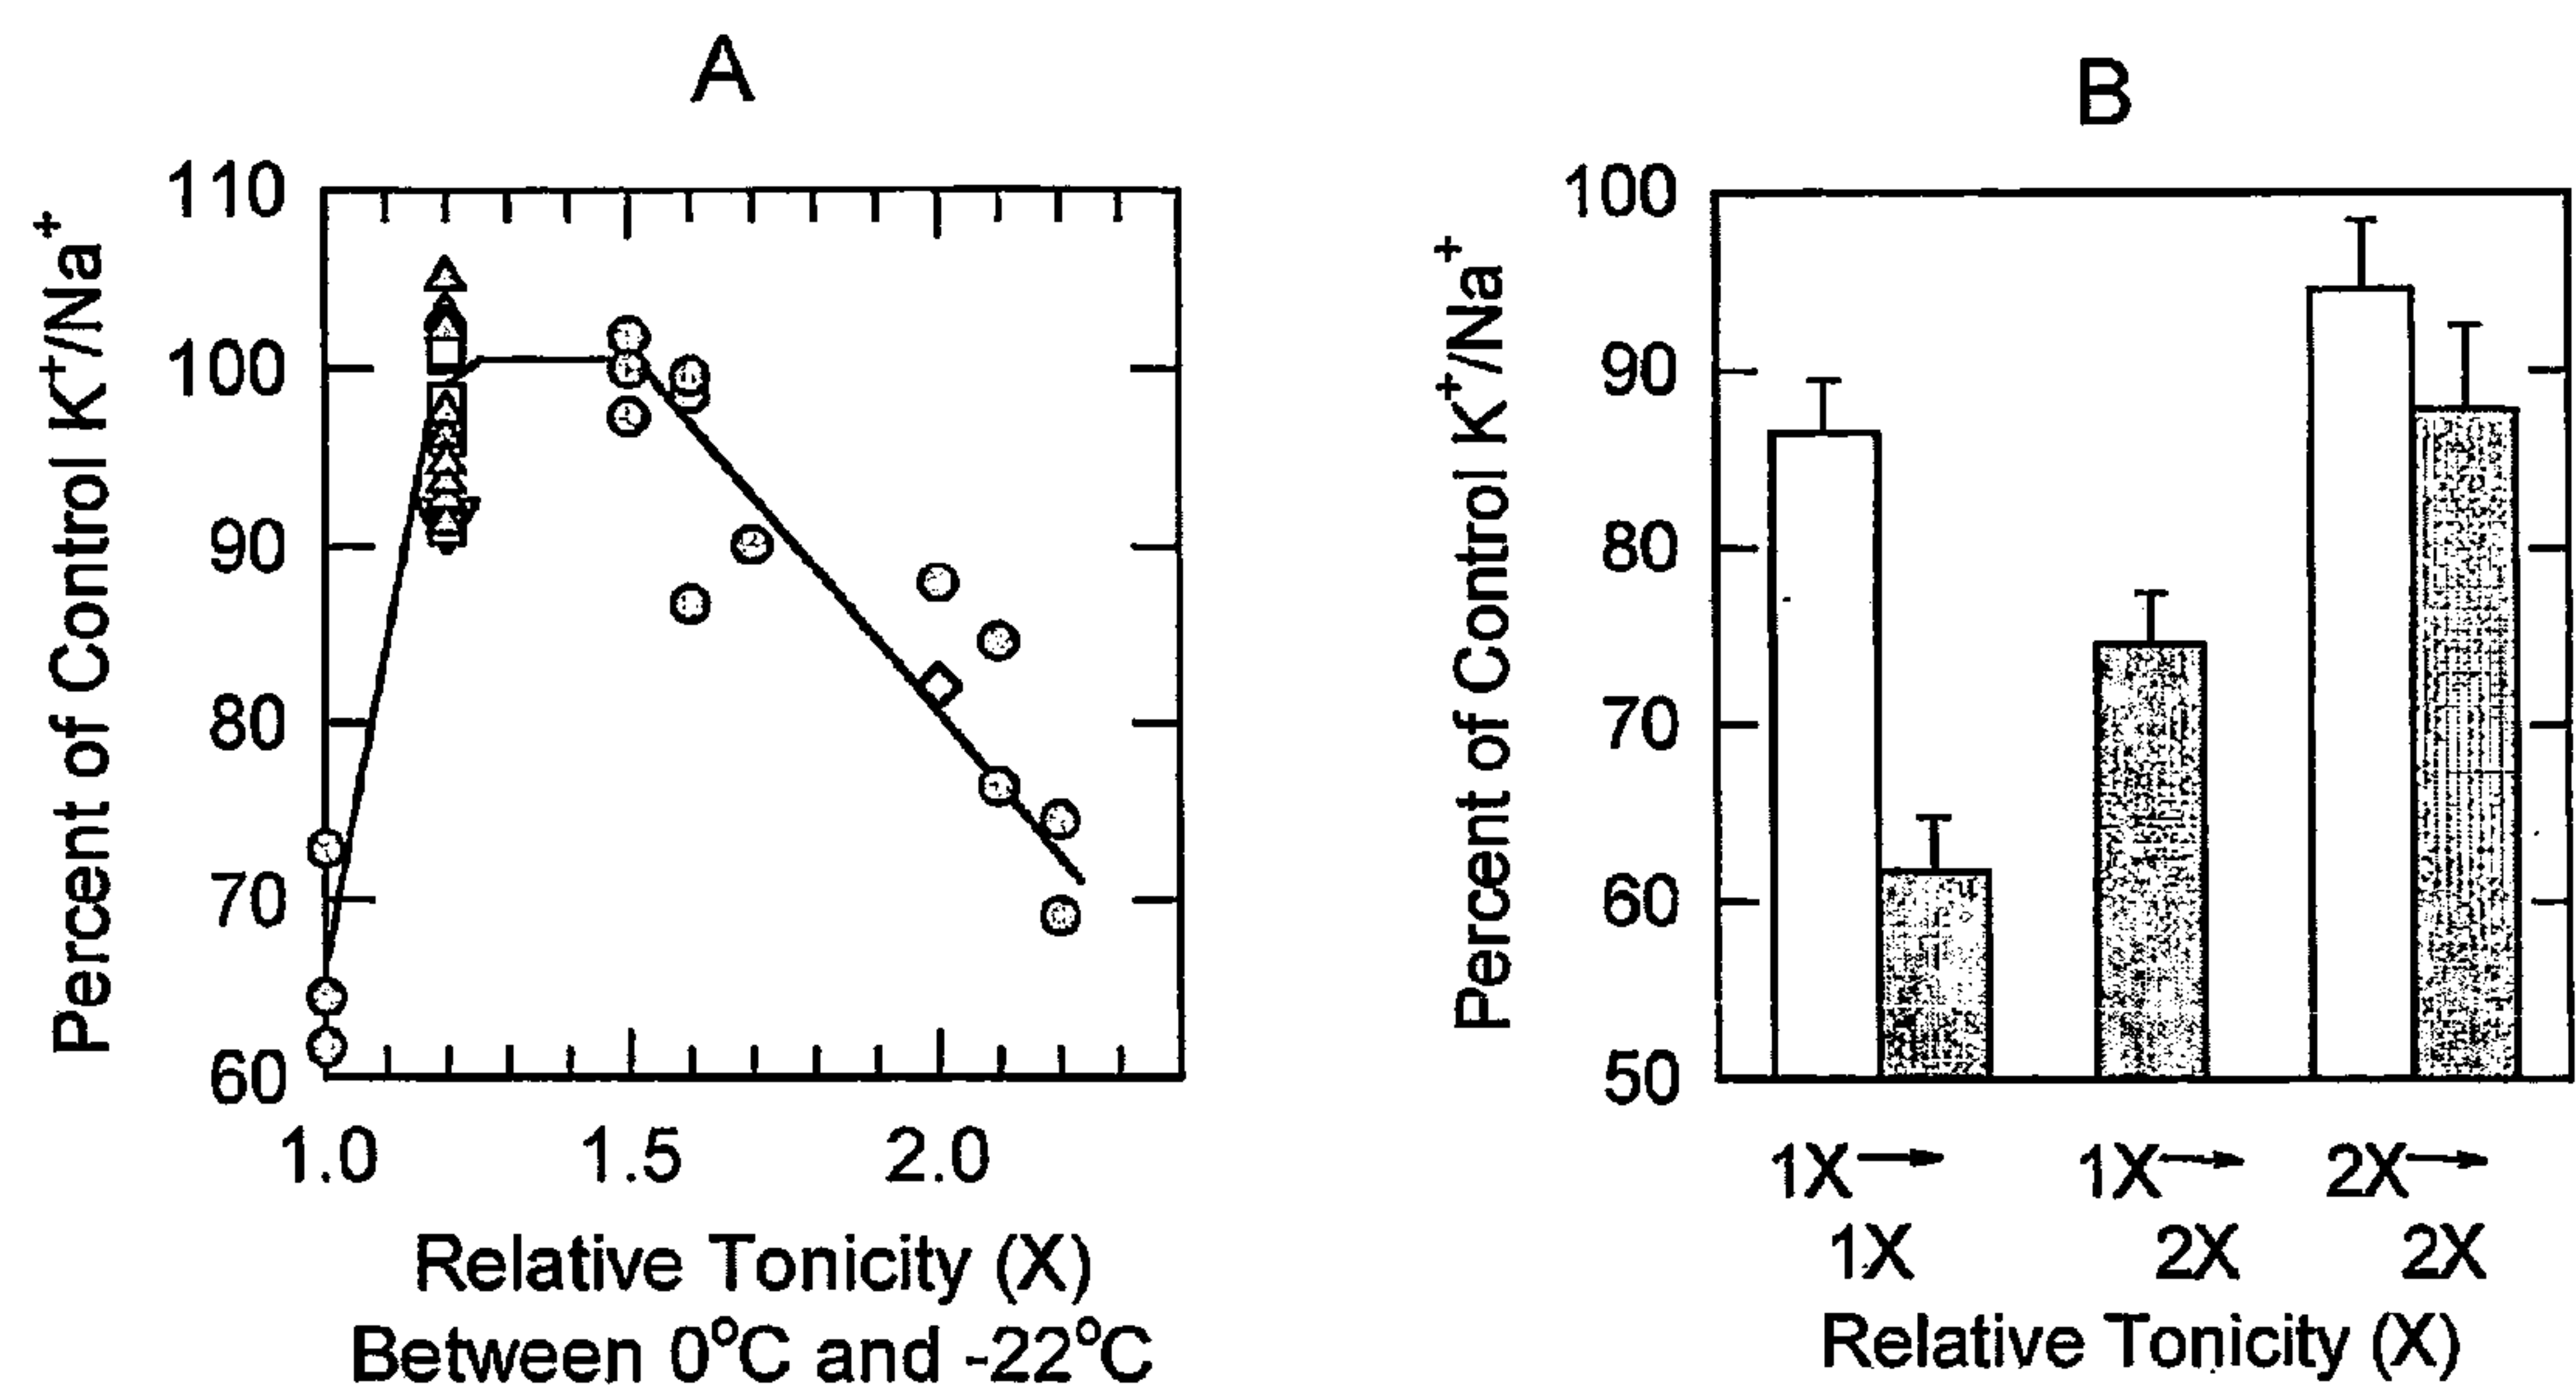 A
Percent of Control K⁺/Na⁺
110
100
90
80
70
60
1.0 1.5 2.0
Relative Tonicity (X)
Between 0°C and -22°C
B
Percent of Control K⁺/Na⁺
100
90
80
70
60
50
1X→ 1X→ 2X→
1X 2X 2X
Relative Tonicity (X)